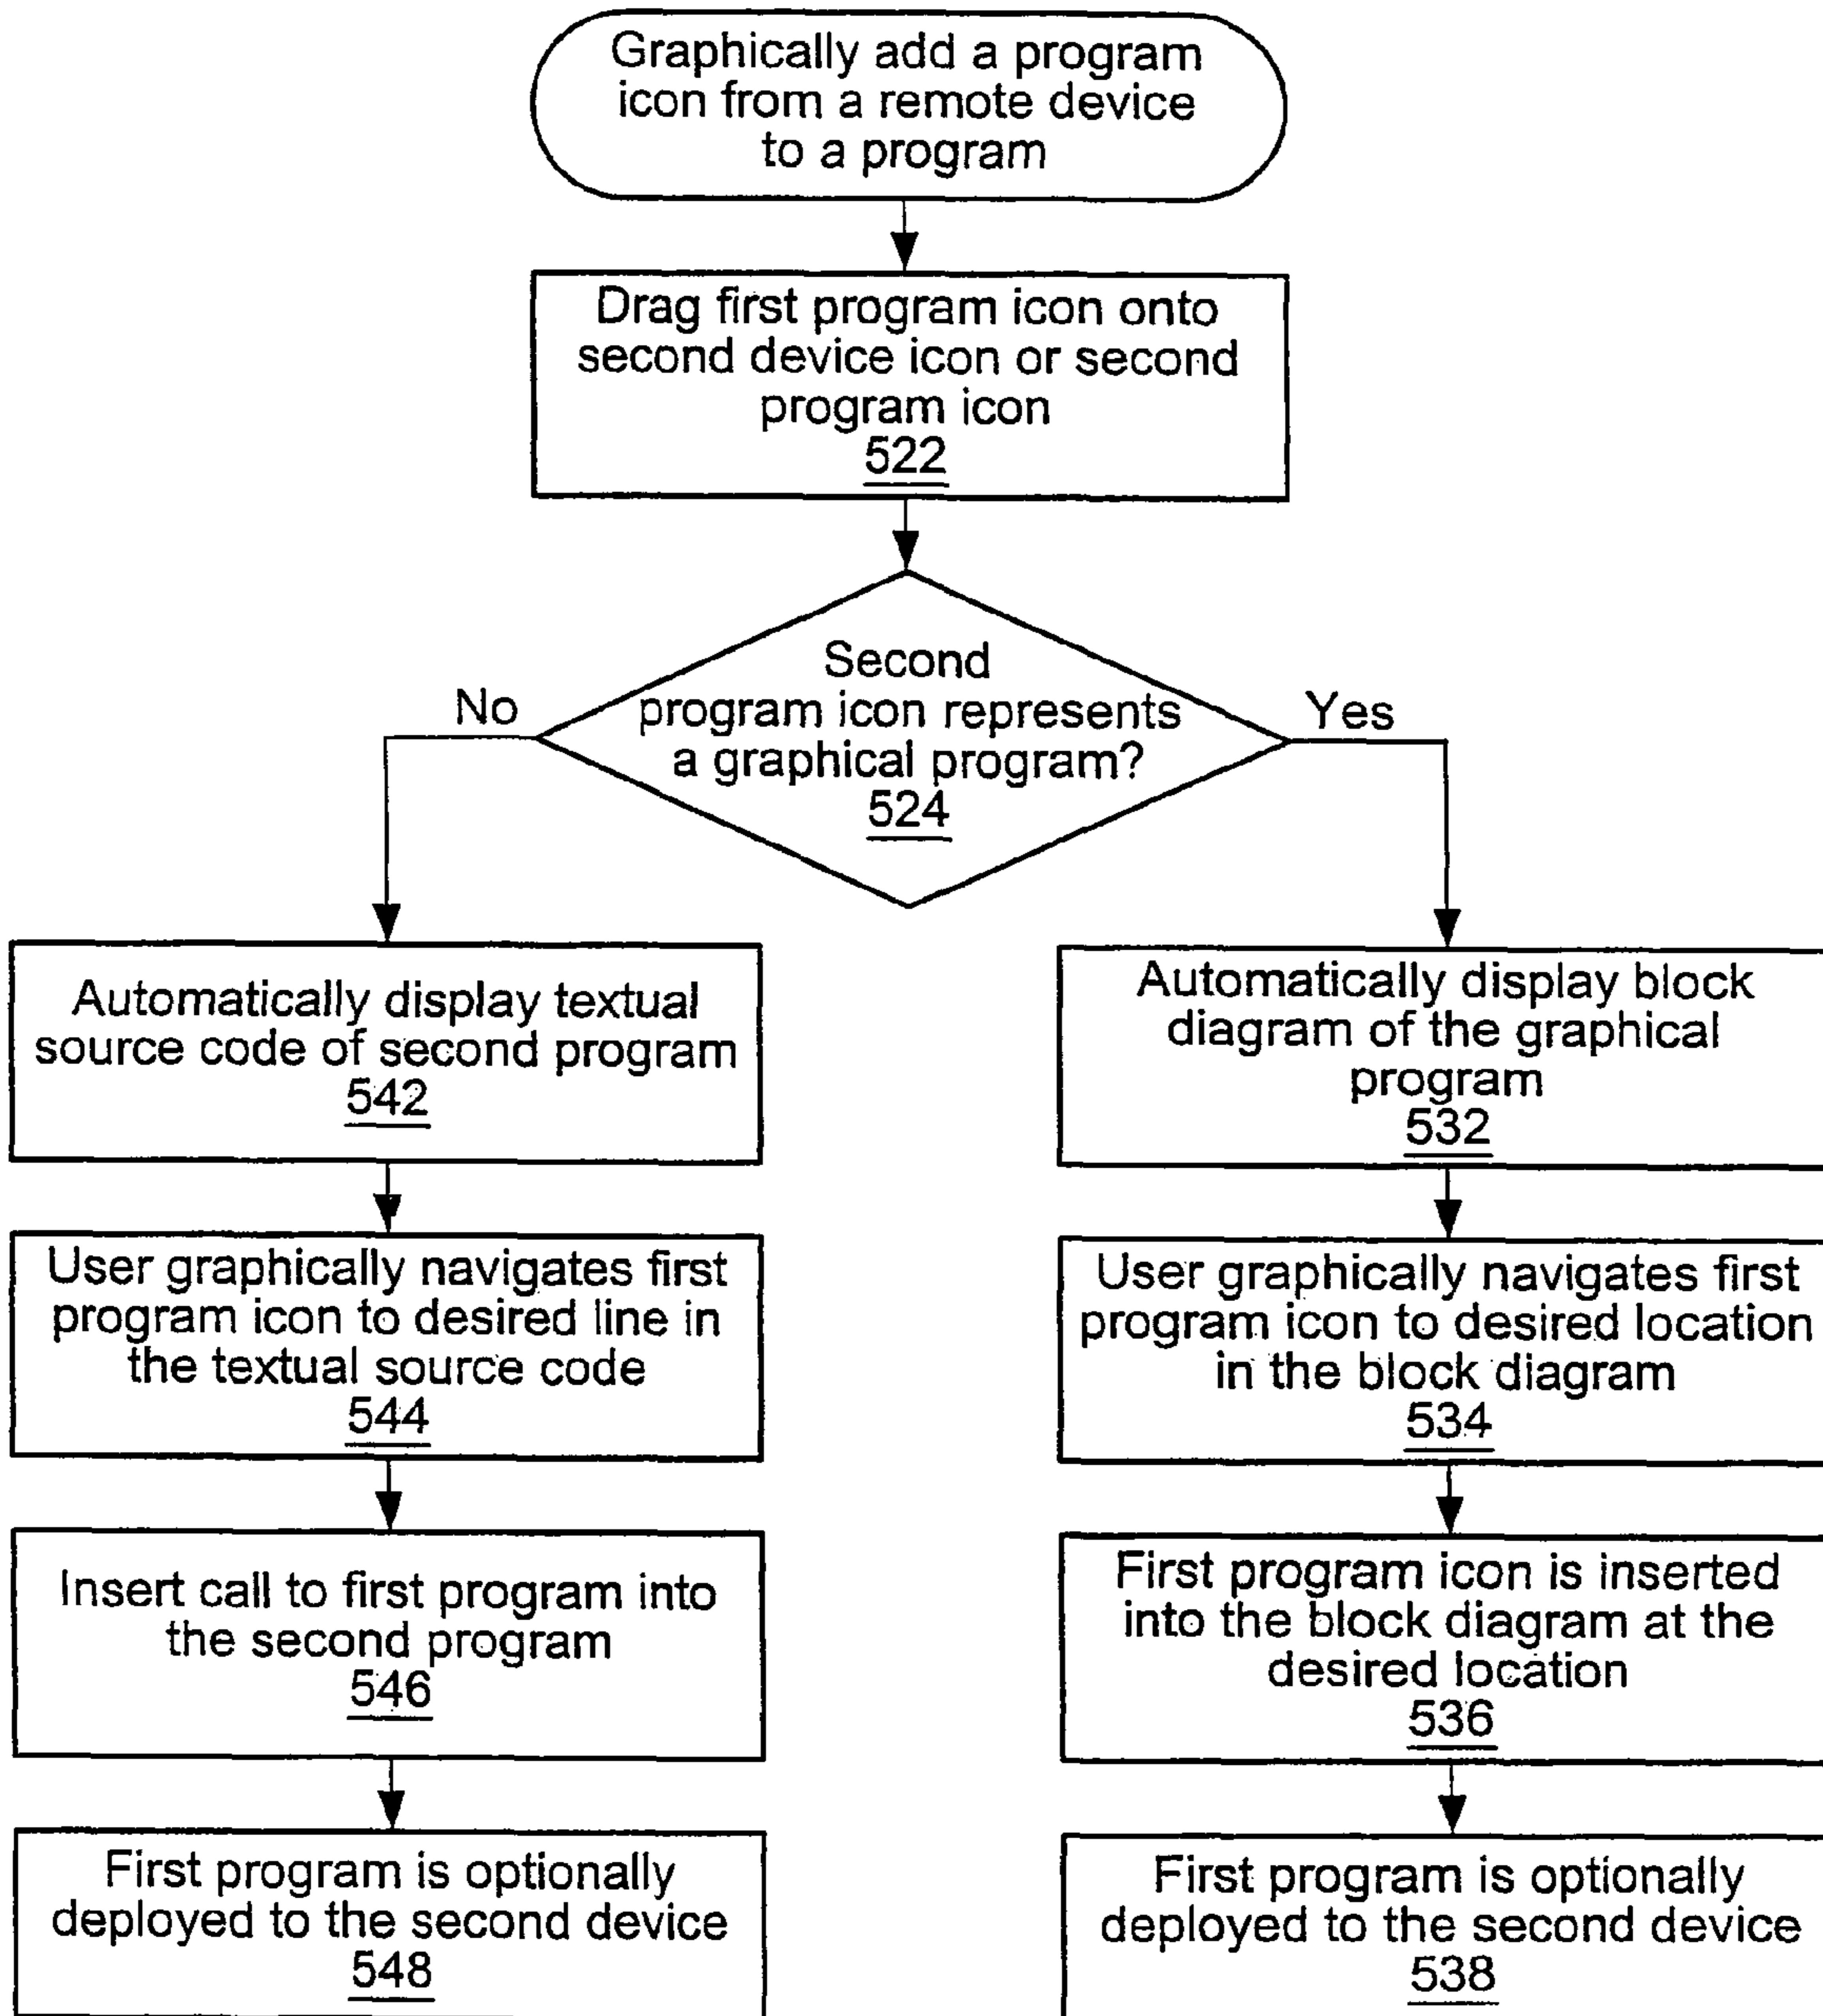 Graphically add a program
icon from a remote device
to a program
Drag first program icon onto
second device icon or second
program icon
522
Second
program icon represents
a graphical program?
524
No
Yes
Automatically display textual
source code of second program
542
User graphically navigates first
program icon to desired line in
the textual source code
544
Insert call to first program into
the second program
546
First program is optionally
deployed to the second device
548
Automatically display block
diagram of the graphical
program
532
User graphically navigates first
program icon to desired location
in the block diagram
534
First program icon is inserted
into the block diagram at the
desired location
536
First program is optionally
deployed to the second device
538